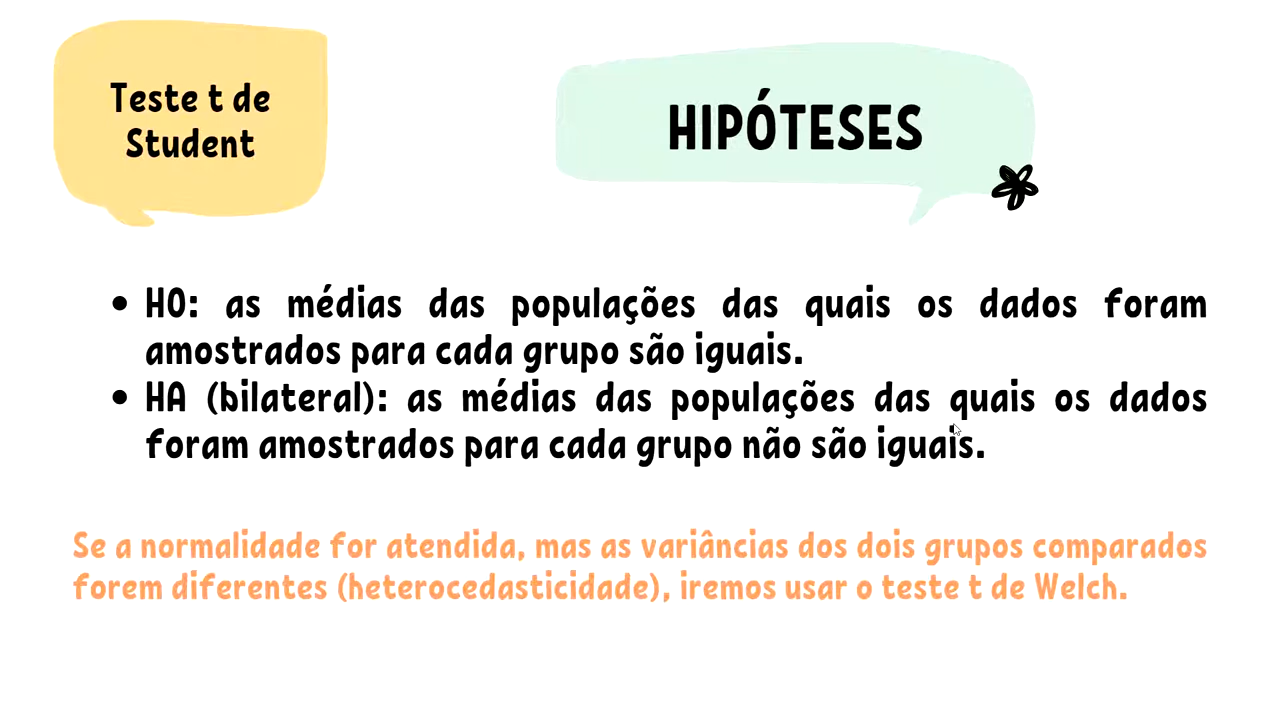 Teste t de
Student
HIPÓTESES
• H0: as médias das populações das quais os dados foram
amostrados para cada grupo são iguais.
• HA (bilateral): as médias das populações das quais os dados
foram amostrados para cada grupo não são iguais.
Se a normalidade for atendida, mas as variâncias dos dois grupos comparados
forem diferentes (heterocedasticidade), iremos usar o teste t de Welch.